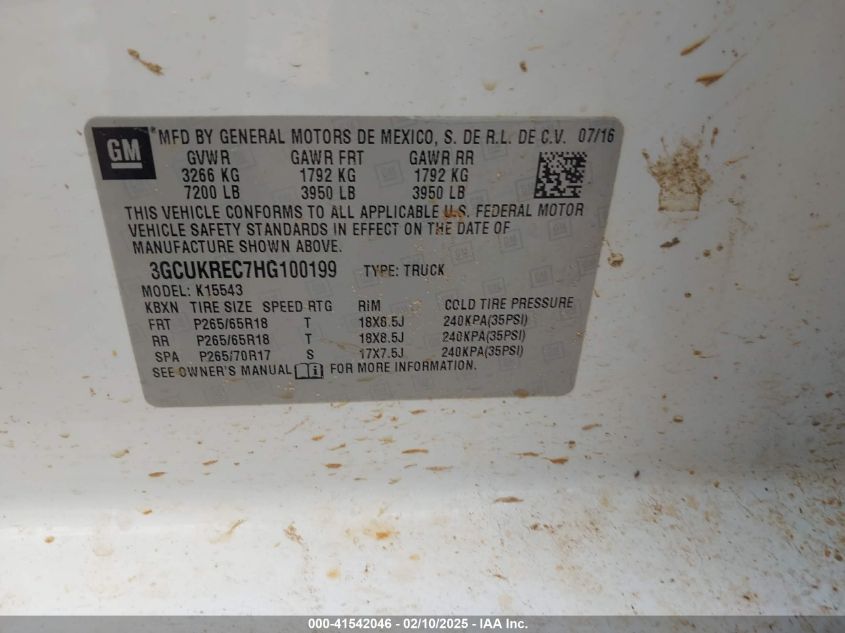 GM
MFD BY GENERAL MOTORS DE MEXICO, S. DE R.L. DE C.V. 07/16
GVWR GAWR FRT GAWR RR
3266 KG 1792 KG 1792 KG
7200 LB 3950 LB 3950 LB
THIS VEHICLE CONFORMS TO ALL APPLICABLE U.S. FEDERAL MOTOR
VEHICLE SAFETY STANDARDS IN EFFECT ON THE DATE OF
MANUFACTURE SHOWN ABOVE.
3GCUKREC7HG100199 TYPE: TRUCK
MODEL: K15543
KBXN TIRE SIZE SPEED RTG RIM COLD TIRE PRESSURE
FRT P265/65R18 T 18X8.5J 240KPA(35PSI)
RR P265/65R18 T 18X8.5J 240KPA(35PSI)
SPA P265/70R17 S 17X7.5J 240KPA(35PSI)
SEE OWNER'S MANUAL FOR MORE INFORMATION.
000-41542046 - 02/10/2025 - IAA Inc.